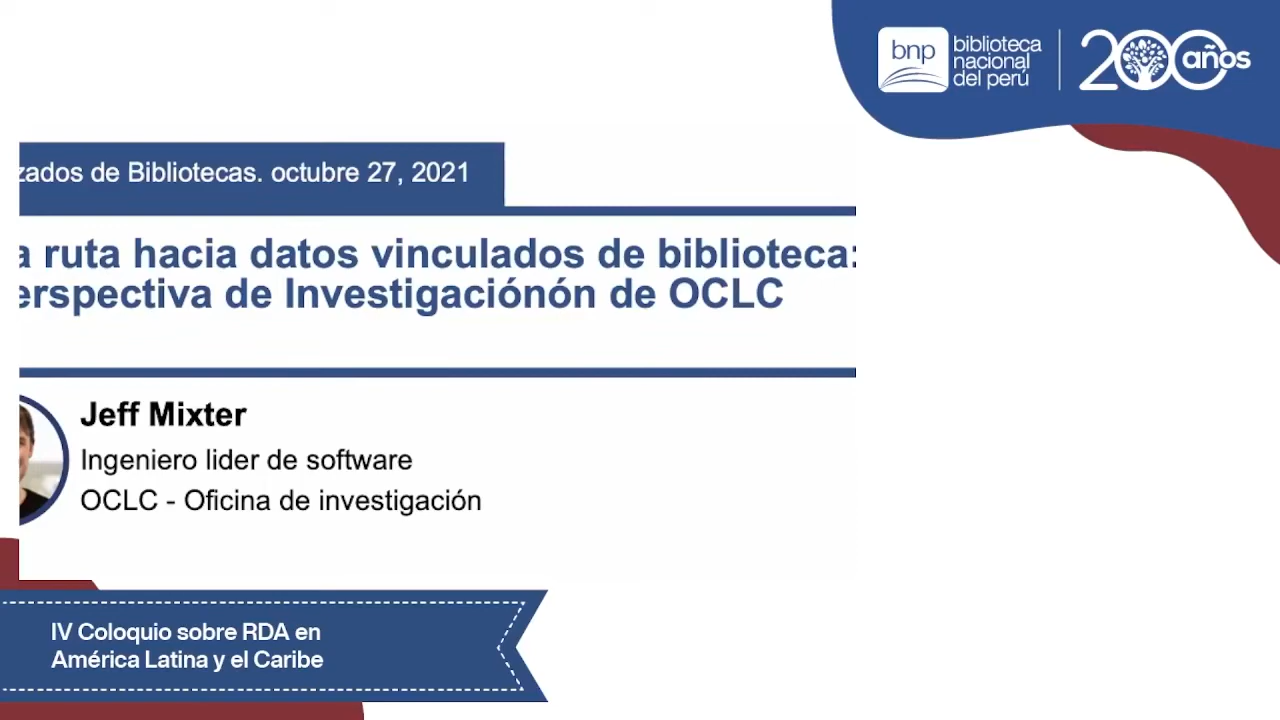 bnp
biblioteca
nacional
del perú
200 años
zados de Bibliotecas. octubre 27, 2021
a ruta hacia datos vinculados de biblioteca:
erspectiva de Investigaciónón de OCLC
Jeff Mixter
Ingeniero lider de software
OCLC - Oficina de investigación
IV Coloquio sobre RDA en
América Latina y el Caribe